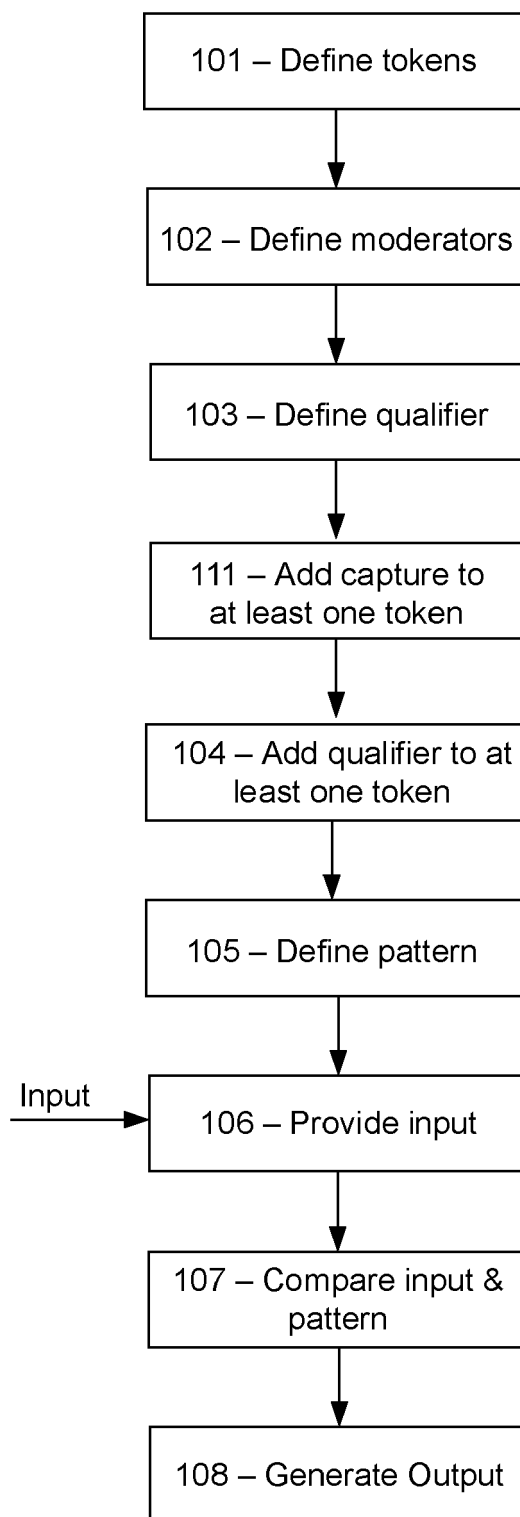 101 – Define tokens
102 – Define moderators
103 – Define qualifier
111 – Add capture to
at least one token
104 – Add qualifier to at
least one token
105 – Define pattern
Input
106 – Provide input
107 – Compare input &
pattern
108 – Generate Output